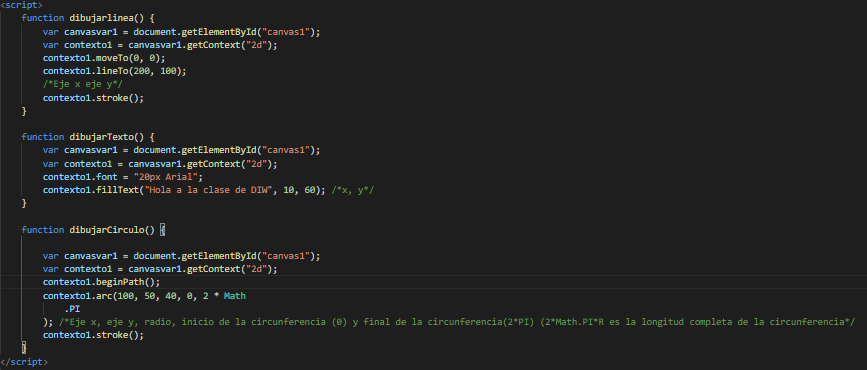 <script>
function dibujarlinea() {
var canvasvar1 = document.getElementById("canvas1");
var contexto1 = canvasvar1.getContext("2d");
contexto1.moveTo(0, 0);
contexto1.lineTo(200, 100);
/*Eje x eje y*/
contexto1.stroke();
}
function dibujarTexto() {
var canvasvar1 = document.getElementById("canvas1");
var contexto1 = canvasvar1.getContext("2d");
contexto1.font = "20px Arial";
contexto1.fillText("Hola a la clase de DIW", 10, 60); /*x, y*/
}
function dibujarCirculo() {
var canvasvar1 = document.getElementById("canvas1");
var contexto1 = canvasvar1.getContext("2d");
contexto1.beginPath();
contexto1.arc(100, 50, 40, 0, 2 * Math
.PI
); /*Eje x, eje y, radio, inicio de la circunferencia (0) y final de la circunferencia(2*PI) (2*Math.PI*R es la longitud completa de la circunferencia*/
contexto1.stroke();
}
</script>